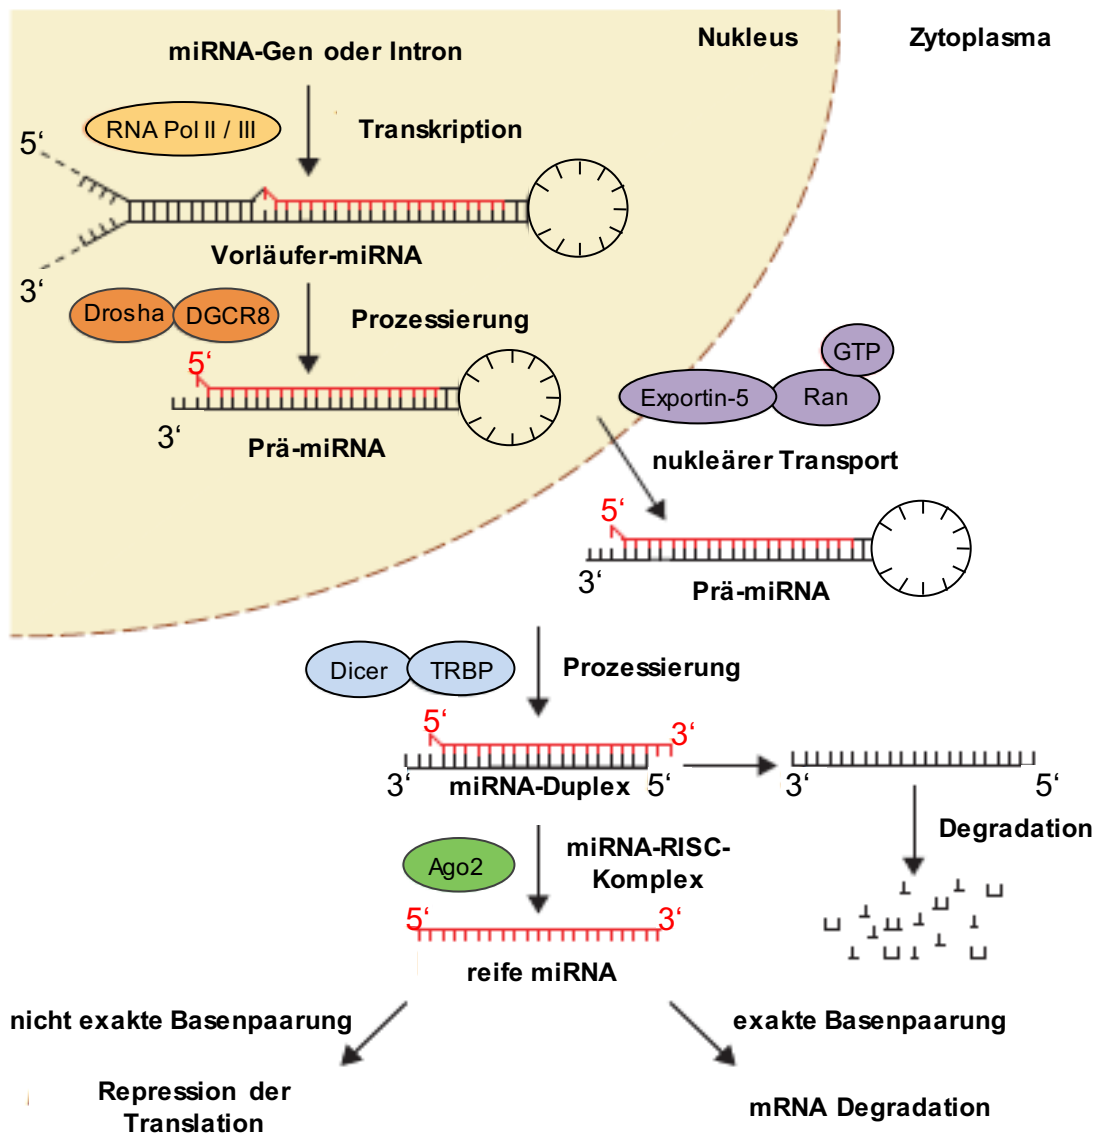 miRNA-Gen oder Intron
Nukleus
Zytoplasma
RNA Pol II / III
Transkription
5‘
Vorläufer-miRNA
3‘
Drosha
DGCR8
Prozessierung
GTP
Exportin-5
Ran
5‘
3‘
Prä-miRNA
nukleärer Transport
5‘
3‘
Prä-miRNA
Dicer
TRBP
Prozessierung
5‘
3‘
3‘
miRNA-Duplex
5‘
3‘
5‘
Degradation
Ago2
miRNA-RISC-
Komplex
5‘
3‘
reife miRNA
nicht exakte Basenpaarung
exakte Basenpaarung
Repression der
Translation
mRNA Degradation